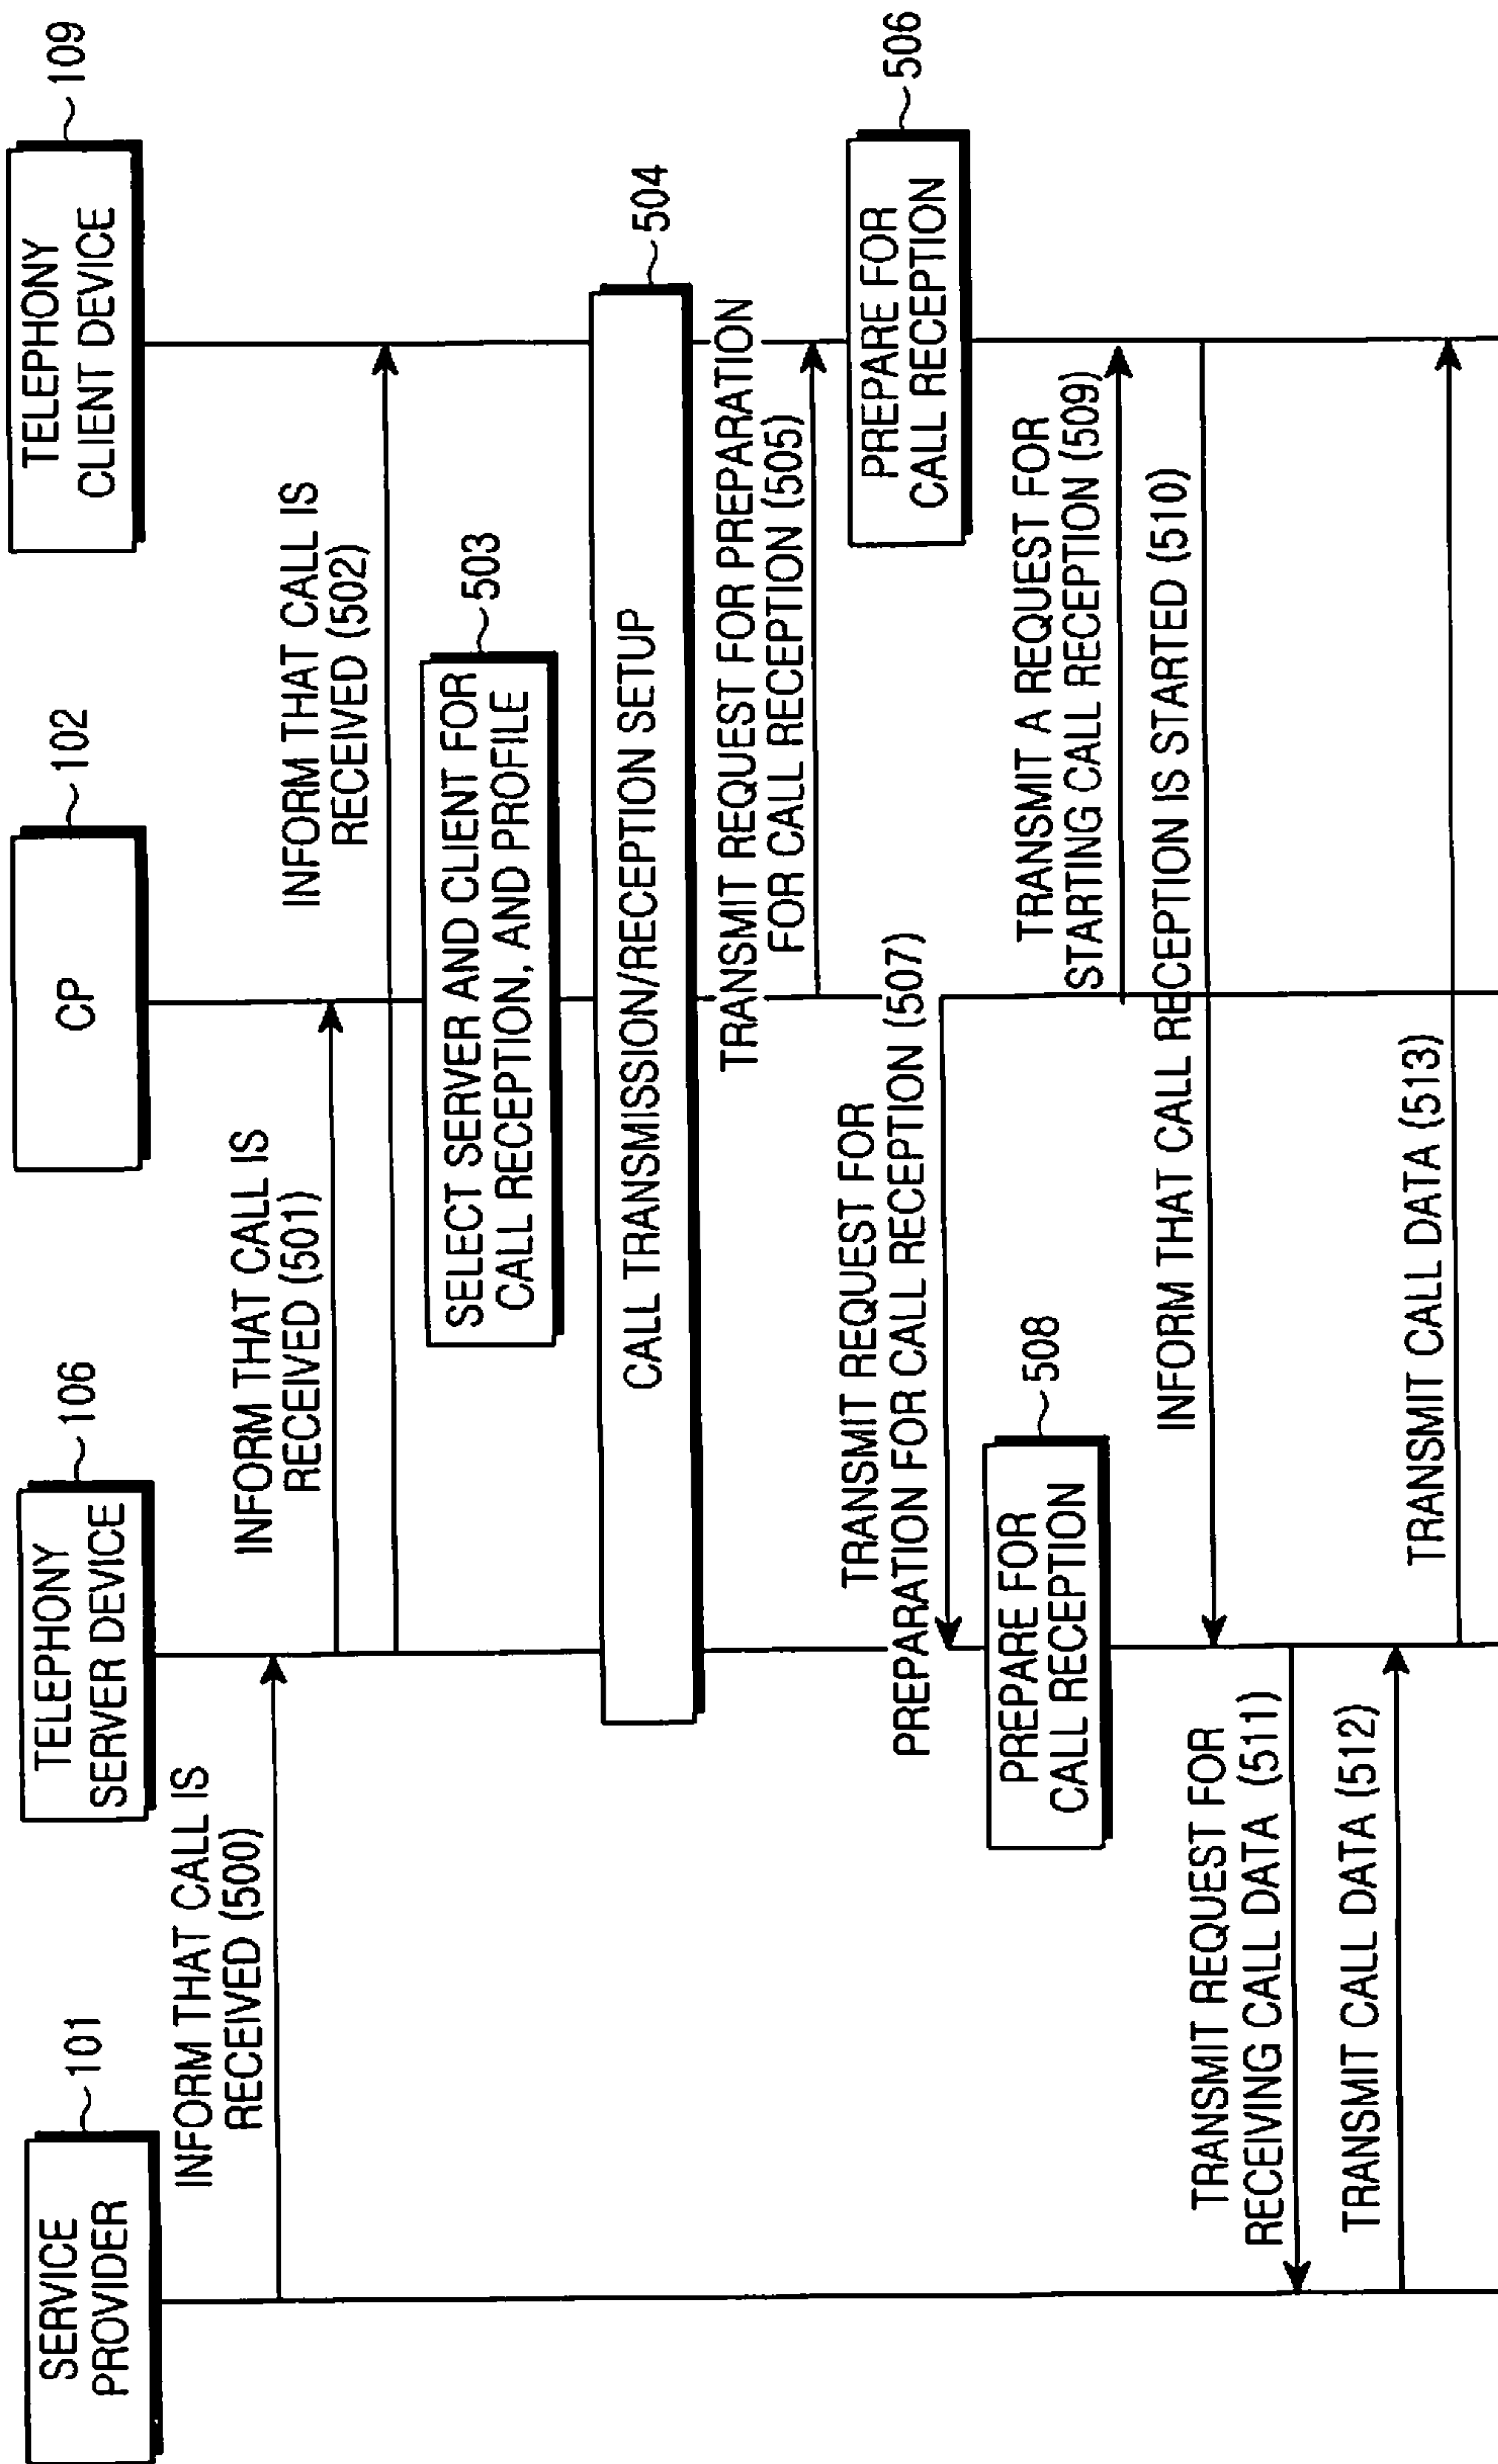 SERVICE
PROVIDER
101
TELEPHONY
SERVER DEVICE
106
CP
102
TELEPHONY
CLIENT DEVICE
109
INFORM THAT CALL IS
RECEIVED (500)
INFORM THAT CALL IS
RECEIVED (501)
INFORM THAT CALL IS
RECEIVED (502)
SELECT SERVER AND CLIENT FOR
CALL RECEPTION, AND PROFILE
503
CALL TRANSMISSION/RECEPTION SETUP
504
TRANSMIT REQUEST FOR PREPARATION
FOR CALL RECEPTION (505)
PREPARE FOR
CALL RECEPTION
506
TRANSMIT REQUEST FOR
PREPARATION FOR CALL RECEPTION (507)
PREPARE FOR
CALL RECEPTION
508
TRANSMIT A REQUEST FOR
STARTING CALL RECEPTION (509)
INFORM THAT CALL RECEPTION IS STARTED (510)
TRANSMIT REQUEST FOR
RECEIVING CALL DATA (511)
TRANSMIT CALL DATA (512)
TRANSMIT CALL DATA (513)